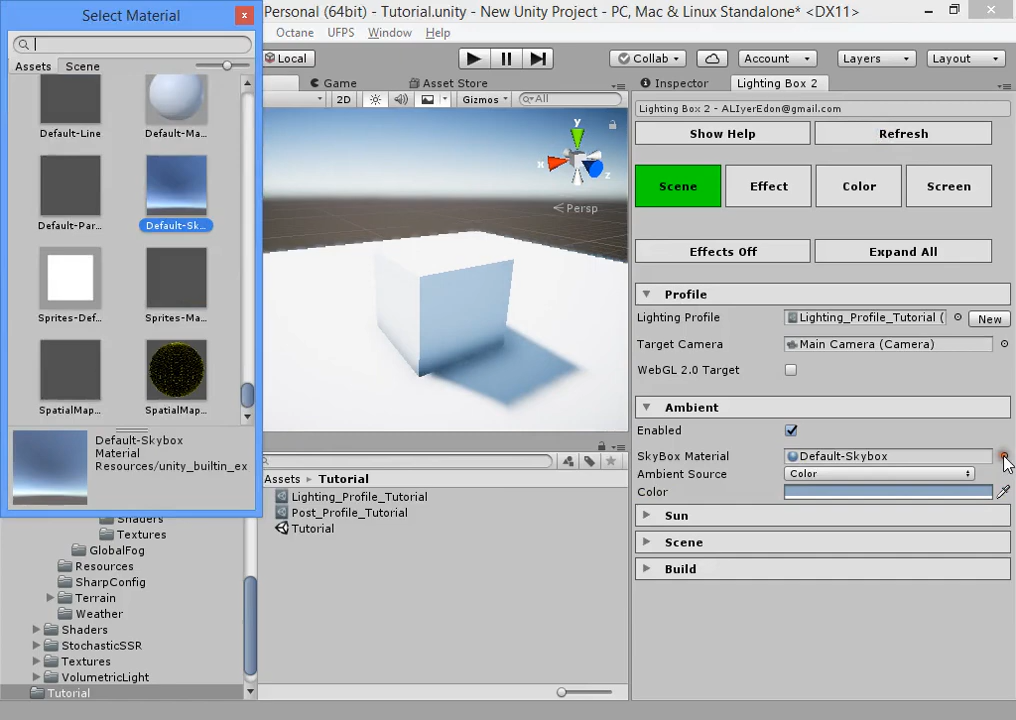 Select Material
x
Personal (64bit) - Tutorial.unity - New Unity Project - PC, Mac & Linux Standalone* <DX11>
Octane
UFPS
Window
Help
Local
Collab
Account
Layers
Layout
Assets
Scene
Default-Line
Default-Ma...
Default-Par...
Default-Sk...
Sprites-Def...
Sprites-Ma...
SpatialMap...
SpatialMap...
Default-Skybox
Material
Resources/unity_builtin_ex
Game
Asset Store
2D
Gizmos
All
y
x
z
Persp
Inspector
Lighting Box 2
Lighting Box 2 - ALIyerEdon@gmail.com
Show Help
Refresh
Scene
Effect
Color
Screen
Effects Off
Expand All
Profile
Lighting Profile
Lighting_Profile_Tutorial (
New
Target Camera
Main Camera (Camera)
WebGL 2.0 Target
Ambient
Enabled
SkyBox Material
Default-Skybox
Ambient Source
Color
Color
Sun
Scene
Build
Shaders
Textures
GlobalFog
Resources
SharpConfig
Terrain
Weather
Shaders
StochasticSSR
Textures
VolumetricLight
Tutorial
Assets
Tutorial
Lighting_Profile_Tutorial
Post_Profile_Tutorial
Tutorial